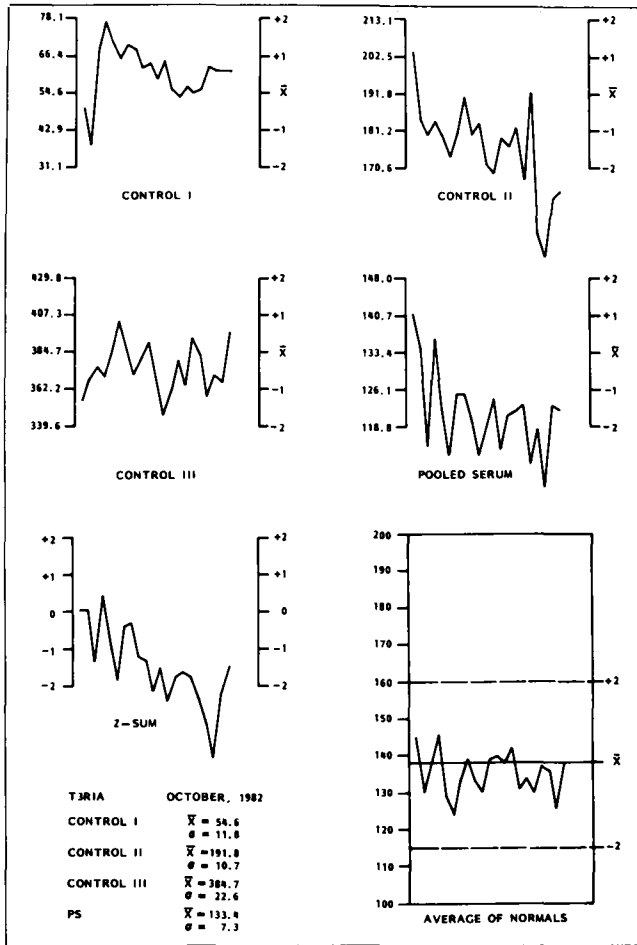 78.1
66.4
54.6
42.9
31.1
+2
+1
X̄
-1
-2
CONTROL I
213.1
202.5
191.8
181.2
170.6
+2
+1
X̄
-1
-2
CONTROL II
429.8
407.3
384.7
362.2
339.6
+2
+1
X̄
-1
-2
CONTROL III
148.0
140.7
133.4
126.1
118.8
+2
+1
X̄
-1
-2
POOLED SERUM
+2
+1
0
-1
-2
+2
+1
0
-1
-2
Z-SUM
200
190
180
170
160
150
140
130
120
110
100
+2
X̄
-2
AVERAGE OF NORMALS
T3RIA OCTOBER, 1982
CONTROL I X̄ = 54.6
σ = 11.8
CONTROL II X̄ =191.8
σ = 10.7
CONTROL III X̄ =384.7
σ = 22.6
PS X̄ =133.4
σ = 7.3